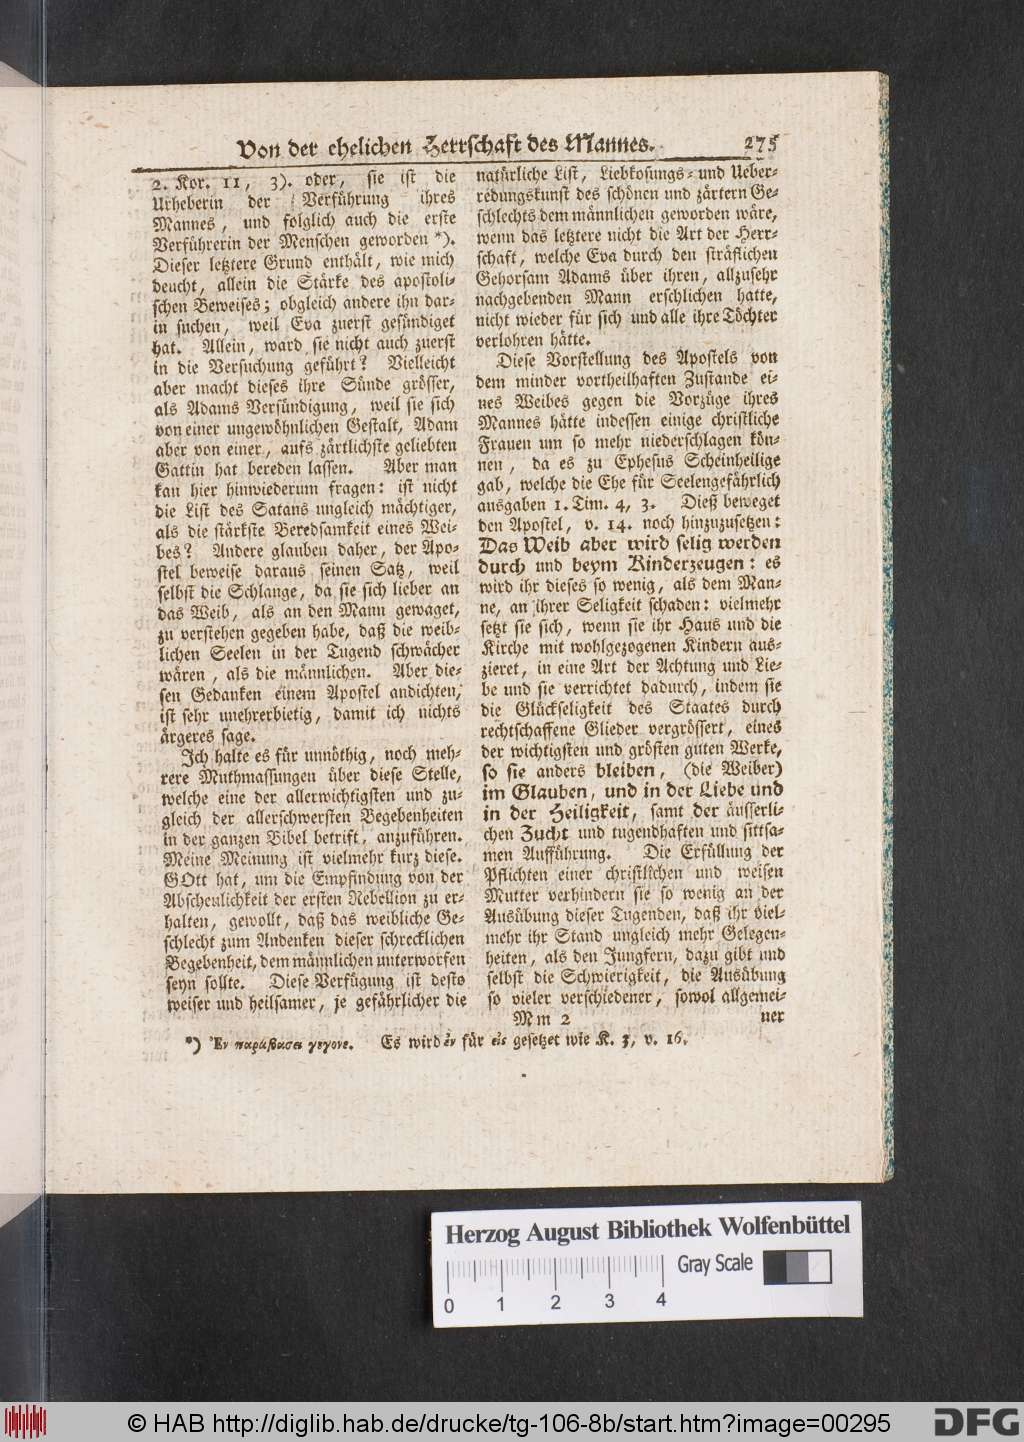 Von der ehelichen Herrschaft des Mannes. 275
2. Kor. 11, 3). oder, sie ist die
Urheberin der Verführung ihres
Mannes, und folglich auch die erste
Verführerin der Menschen geworden *).
Dieser letztere Grund enthält, wie mich
deucht, allein die Stärke des apostoli-
schen Beweises; obgleich andere ihn dar-
in suchen, weil Eva zuerst gesündiget
hat. Allein, ward sie nicht auch zuerst
in die Versuchung geführt? Vielleicht
aber macht dieses ihre Sünde grösser,
als Adams Versündigung, weil sie sich
von einer ungewöhnlichen Gestalt, Adam
aber von einer, aufs zärtlichste geliebten
Gattin hat bereden lassen. Aber man
kan hier hinwiederum fragen: ist nicht
die List des Satans ungleich mächtiger,
als die stärkste Beredsamkeit eines Wei-
bes? Andere glauben daher, der Apo-
stel beweise daraus seinen Satz, weil
selbst die Schlange, da sie sich lieber an
das Weib, als an den Mann gewaget,
zu verstehen gegeben habe, daß die weib-
lichen Seelen in der Tugend schwächer
wären, als die männlichen. Aber die-
sen Gedanken einem Apostel andichten,
ist sehr unehrerbietig, damit ich nichts
ärgeres sage.
Ich halte es für unnöthig, noch meh-
rere Muthmassungen über diese Stelle,
welche eine der allerwichtigsten und zu-
gleich der allerschwersten Begebenheiten
in der ganzen Bibel betrift, anzuführen.
Meine Meinung ist vielmehr kurz diese.
GOtt hat, um die Empfindung von der
Abscheulichkeit der ersten Rebellion zu er-
halten, gewollt, daß das weibliche Ge-
schlecht zum Andenken dieser schrecklichen
Begebenheit, dem männlichen unterworfen
seyn sollte. Diese Verfügung ist desto
weiser und heilsamer, je gefährlicher die
natürliche List, Liebkosungs- und Ueber-
redungskunst des schönen und zärtern Ge-
schlechts dem männlichen geworden wäre,
wenn das letztere nicht die Art der Herr-
schaft, welche Eva durch den sträflichen
Gehorsam Adams über ihren, allzusehr
nachgebenden Mann erschlichen hatte,
nicht wieder für sich und alle ihre Töchter
verlohren hätte.
Diese Vorstellung des Apostels von
dem minder vortheilhaften Zustande ei-
nes Weibes gegen die Vorzüge ihres
Mannes hätte indessen einige christliche
Frauen um so mehr niederschlagen kön-
nen, da es zu Ephesus Scheinheilige
gab, welche die Ehe für Seelengefährlich
ausgaben 1. Tim. 4, 3. Dieß beweget
den Apostel, v. 14. noch hinzuzusetzen:
Das Weib aber wird selig werden
durch und beym Kinderzeugen: es
wird ihr dieses so wenig, als dem Man-
ne, an ihrer Seligkeit schaden: vielmehr
setzt sie sich, wenn sie ihr Haus und die
Kirche mit wohlgezogenen Kindern aus-
zieret, in eine Art der Achtung und Lie-
be und sie verrichtet dadurch, indem sie
die Glückseligkeit des Staates durch
rechtschaffene Glieder vergrössert, eines
der wichtigsten und grösten guten Werke,
so sie anders bleiben, (die Weiber)
im Glauben, und in der Liebe und
in der Heiligkeit, samt der äusserli-
chen Zucht und tugendhaften und sittsa-
men Aufführung. Die Erfüllung der
Pflichten einer christlichen und weisen
Mutter verhindern sie so wenig an der
Ausübung dieser Tugenden, daß ihr viel-
mehr ihr Stand ungleich mehr Gelegen-
heiten, als den Jungfern, dazu gibt und
selbst die Schwierigkeit, die Ausübung
so vieler verschiedener, sowol allgemei-
Mm 2 ner
*) Ἐν παραβασει γεγονε. Es wird ἐν für εἰς gesetzet wie K. 3, v. 16.
Herzog August Bibliothek Wolfenbüttel
Gray Scale
0 1 2 3 4
© HAB http://diglib.hab.de/drucke/tg-106-8b/start.htm?image=00295
DFG